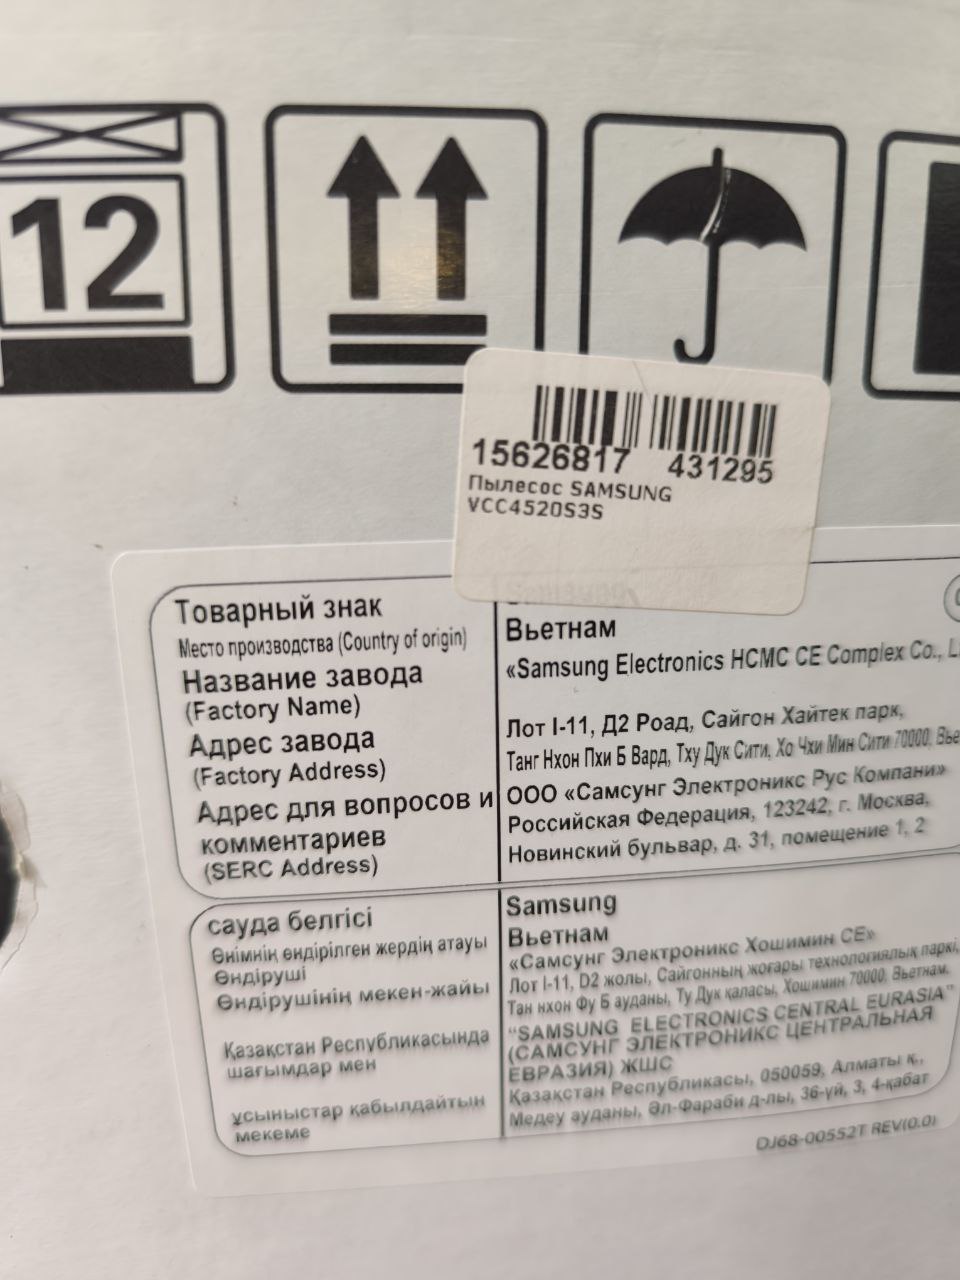 12
15626817 431295
Пылесос SAMSUNG
VCC4520S3S
Товарный знак
Место производства (Country of origin)
Вьетнам
Название завода
(Factory Name)
«Samsung Electronics HCMC CE Complex Co.,
Адрес завода
(Factory Address)
Лот I-11, Д2 Роад, Сайгон Хайтек парк,
Танг Нхон Пхи Б Вард, Тху Дук Сити, Хо Чхи Мин Сити 70000,
Адрес для вопросов и
комментариев
(SERC Address)
ООО «Самсунг Электроникс Рус Компани»
Российская Федерация, 123242, г. Москва,
Новинский бульвар, д. 31, помещение 1, 2
сауда белгісі
Samsung
Өнімнің өндірілген жердің атауы
Вьетнам
Өндіруші
«Самсунг Электроникс Хошимин СЕ»
Өндірушінің мекен-жайы
Лот I-11, D2 жолы, Сайгонның жоғары технологиялық паркі,
Тан нхон Фу Б ауданы, Ту Дук қаласы, Хошимин 70000, Вьетнам.
Қазақстан Республикасында
шағымдар мен
ұсыныстар қабылдайтын
мекеме
“SAMSUNG ELECTRONICS CENTRAL EURASIA”
(САМСУНГ ЭЛЕКТРОНИКС ЦЕНТРАЛЬНАЯ
ЕВРАЗИЯ) ЖШС
Қазақстан Республикасы, 050059, Алматы қ.,
Медеу ауданы, Әл-Фараби д-лы, 36-үй, 3, 4-қабат
DJ68-00552T REV(0.0)